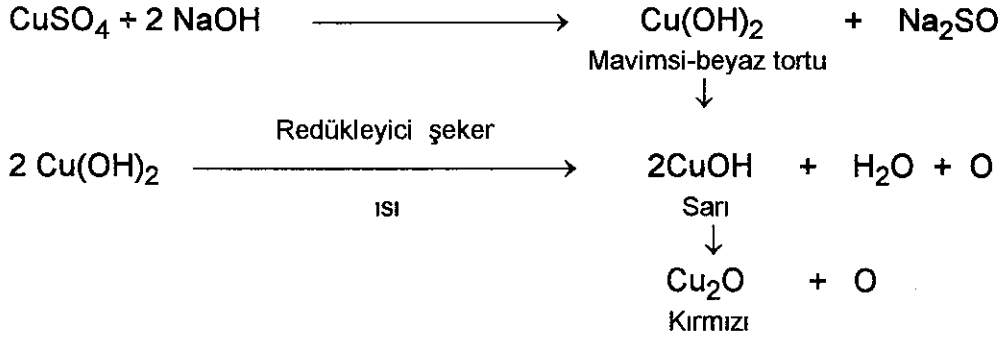 CuSO₄ + 2 NaOH ⟶ Cu(OH)₂ + Na₂SO
Mavimsi-beyaz tortu
↓
Redükleyici şeker
2 Cu(OH)₂ ⟶ 2CuOH + H₂O + O
ısı Sarı
↓
Cu₂O + O
Kırmızı